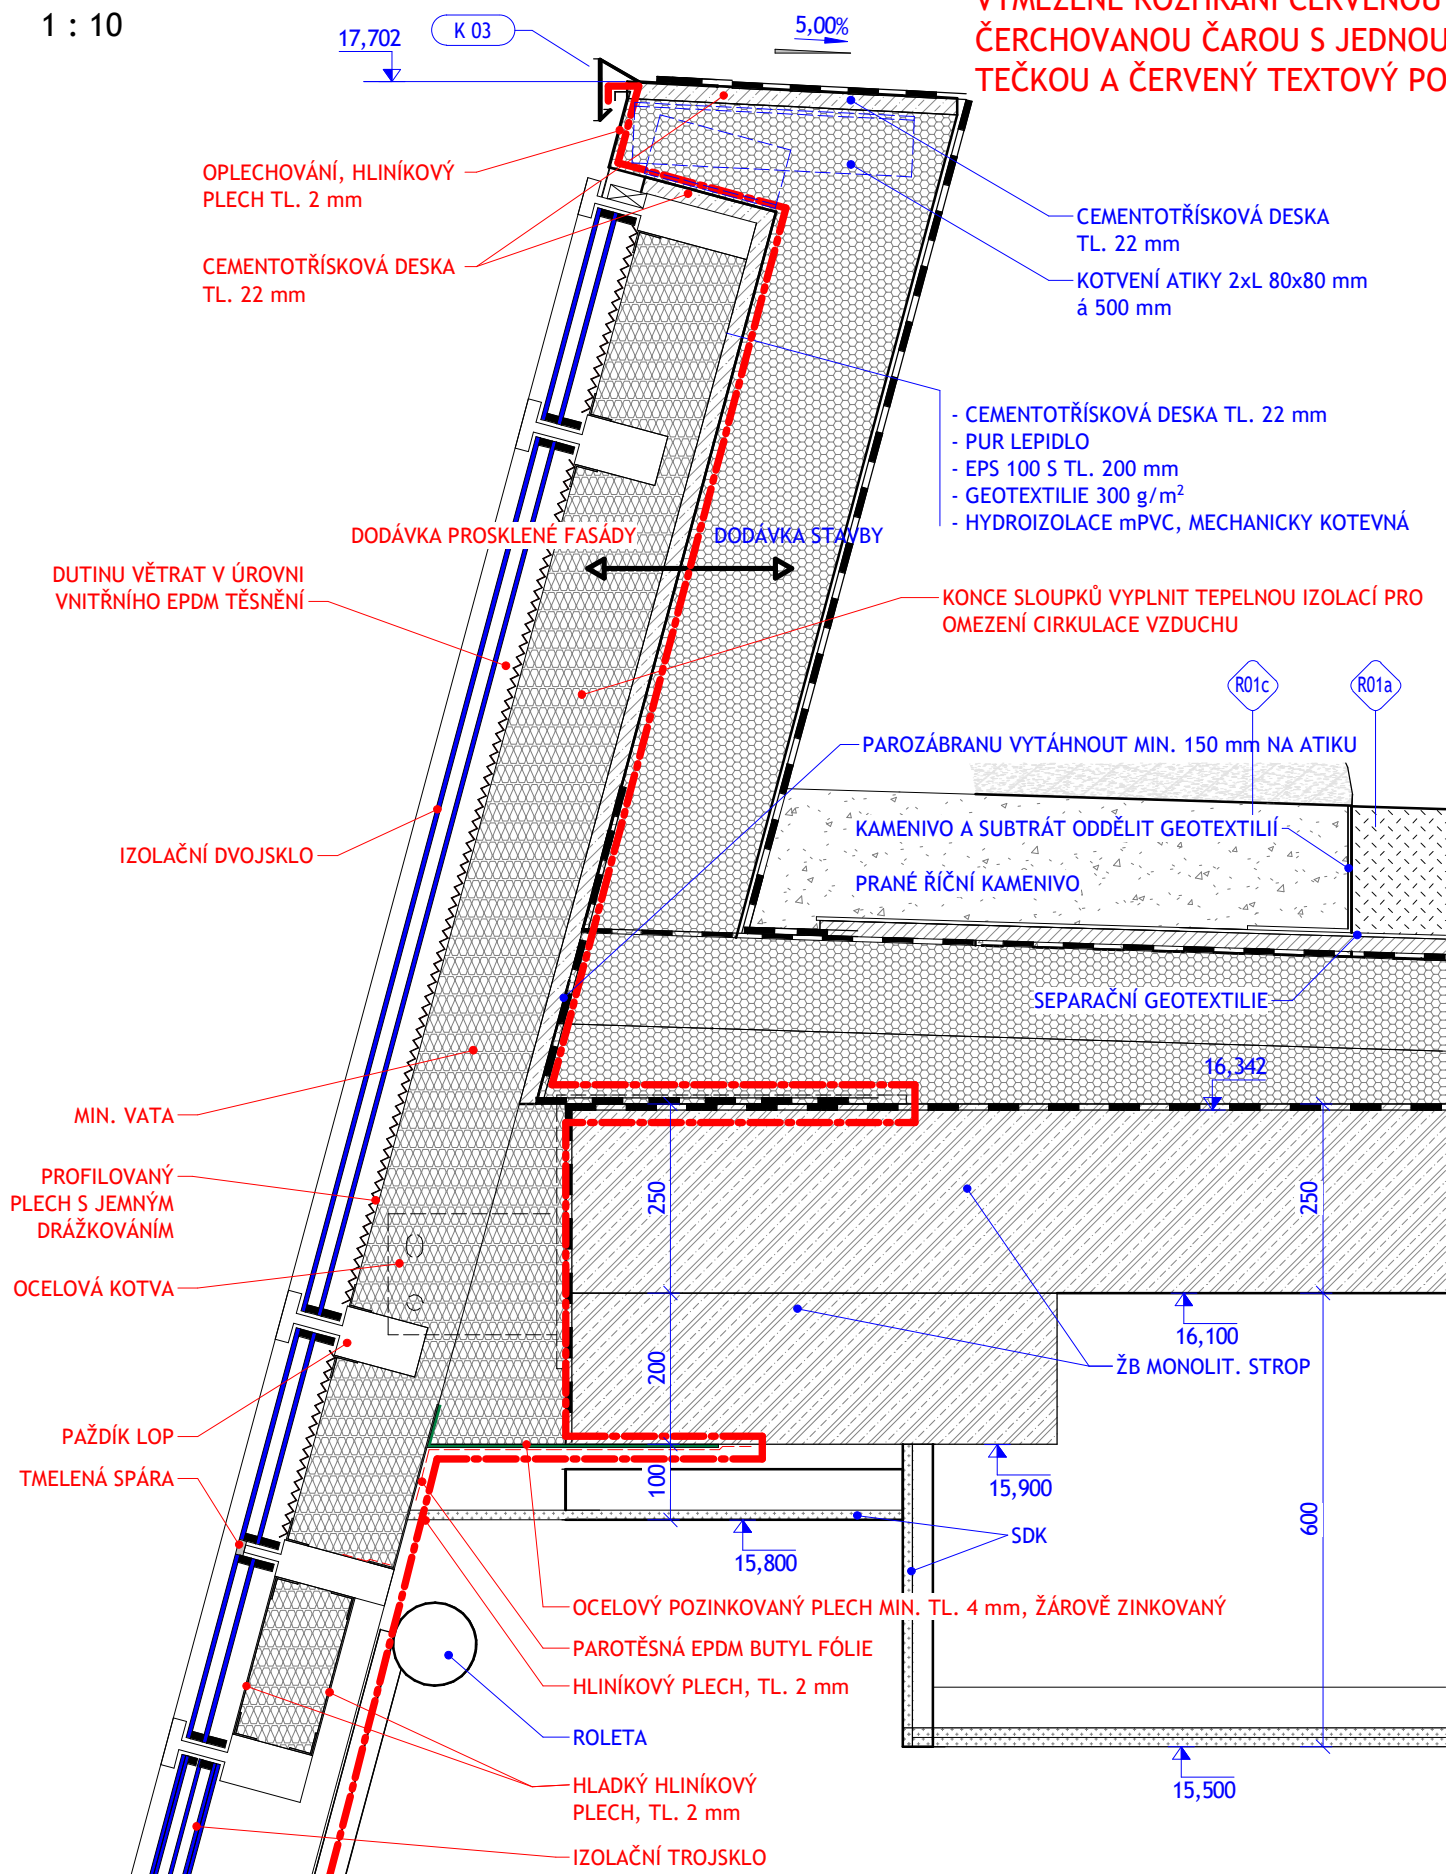 1 : 10
17,702
K 03
5,00%
VYMEZENÉ ROZHRANÍ ČERVENOU
ČERCHOVANOU ČAROU S JEDNOU
TEČKOU A ČERVENÝ TEXTOVÝ PO
OPLECHOVÁNÍ, HLINÍKOVÝ
PLECH TL. 2 mm
CEMENTOTŘÍSKOVÁ DESKA
TL. 22 mm
CEMENTOTŘÍSKOVÁ DESKA
TL. 22 mm
KOTVENÍ ATIKY 2xL 80x80 mm
á 500 mm
- CEMENTOTŘÍSKOVÁ DESKA TL. 22 mm
- PUR LEPIDLO
- EPS 100 S TL. 200 mm
- GEOTEXTILIE 300 g/m²
- HYDROIZOLACE mPVC, MECHANICKY KOTEVNÁ
DODÁVKA PROSKLENÉ FASÁDY
DODÁVKA STAVBY
DUTINU VĚTRAT V ÚROVNI
VNITŘNÍHO EPDM TĚSNĚNÍ
KONCE SLOUPKŮ VYPLNIT TEPELNOU IZOLACÍ PRO
OMEZENÍ CIRKULACE VZDUCHU
R01c
R01a
PAROZÁBRANU VYTÁHNOUT MIN. 150 mm NA ATIKU
KAMENIVO A SUBTRÁT ODDĚLIT GEOTEXTILIÍ
IZOLAČNÍ DVOJSKLO
PRANÉ ŘÍČNÍ KAMENIVO
SEPARAČNÍ GEOTEXTILIE
16,342
MIN. VATA
PROFILOVANÝ
PLECH S JEMNÝM
DRÁŽKOVÁNÍM
250
250
OCELOVÁ KOTVA
16,100
200
ŽB MONOLIT. STROP
PAŽDÍK LOP
TMELENÁ SPÁRA
100
15,900
600
SDK
15,800
OCELOVÝ POZINKOVANÝ PLECH MIN. TL. 4 mm, ŽÁROVĚ ZINKOVANÝ
PAROTĚSNÁ EPDM BUTYL FÓLIE
HLINÍKOVÝ PLECH, TL. 2 mm
ROLETA
HLADKÝ HLINÍKOVÝ
PLECH, TL. 2 mm
15,500
IZOLAČNÍ TROJSKLO